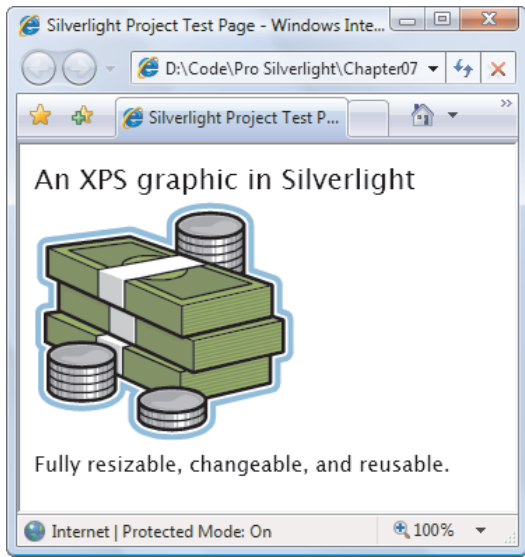 Silverlight Project Test Page - Windows Inte...
D:\Code\Pro Silverlight\Chapter07
Silverlight Project Test P...
An XPS graphic in Silverlight
Fully resizable, changeable, and reusable.
Internet | Protected Mode: On
100%